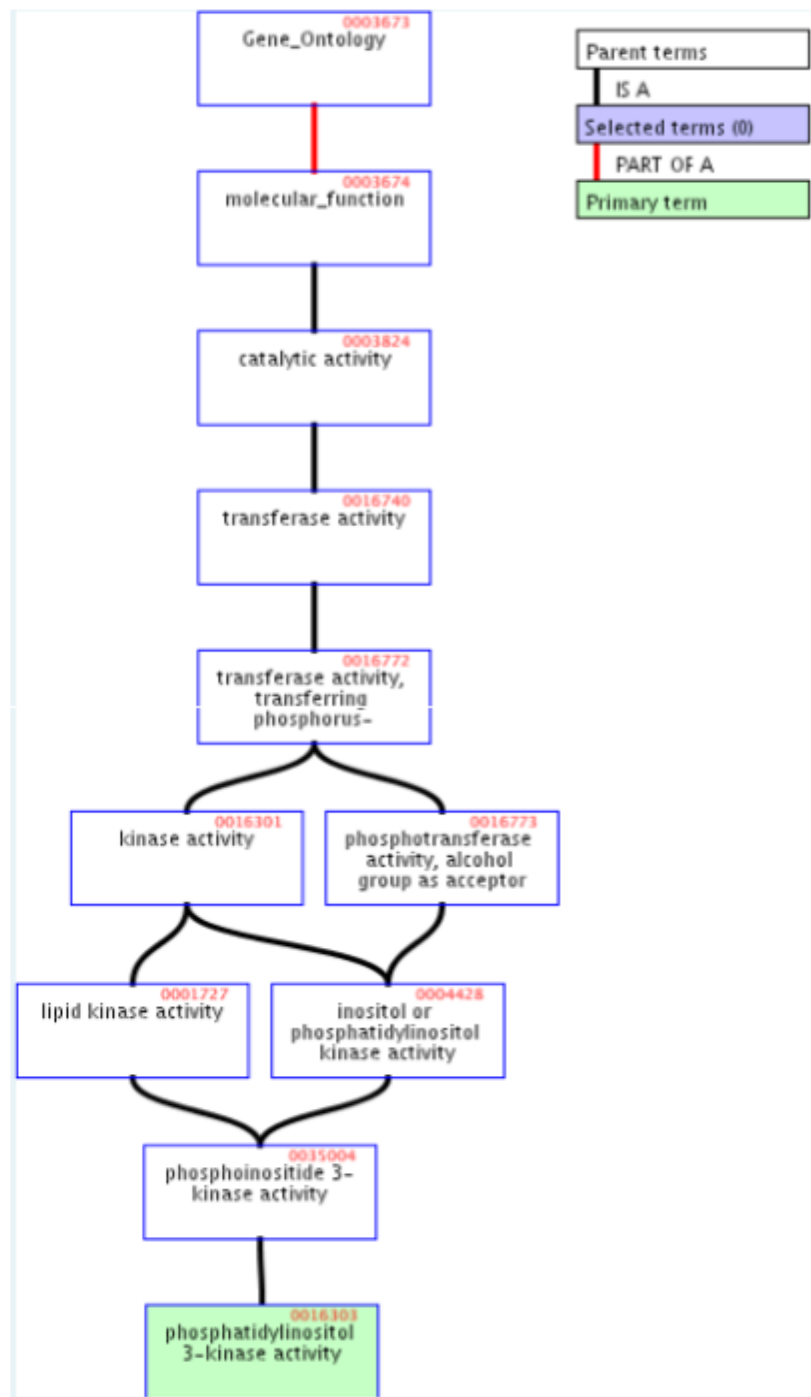 0003673
Gene_Ontology
Parent terms
IS A
Selected terms (0)
PART OF A
Primary term
0003674
molecular_function
0003824
catalytic activity
0016740
transferase activity
0016772
transferase activity,
transferring
phosphorus-
0016301
kinase activity
0016773
phosphotransferase
activity, alcohol
group as acceptor
0001727
lipid kinase activity
0004428
inositol or
phosphatidylinositol
kinase activity
0035004
phosphoinositide 3-
kinase activity
0016303
phosphatidylinositol
3-kinase activity